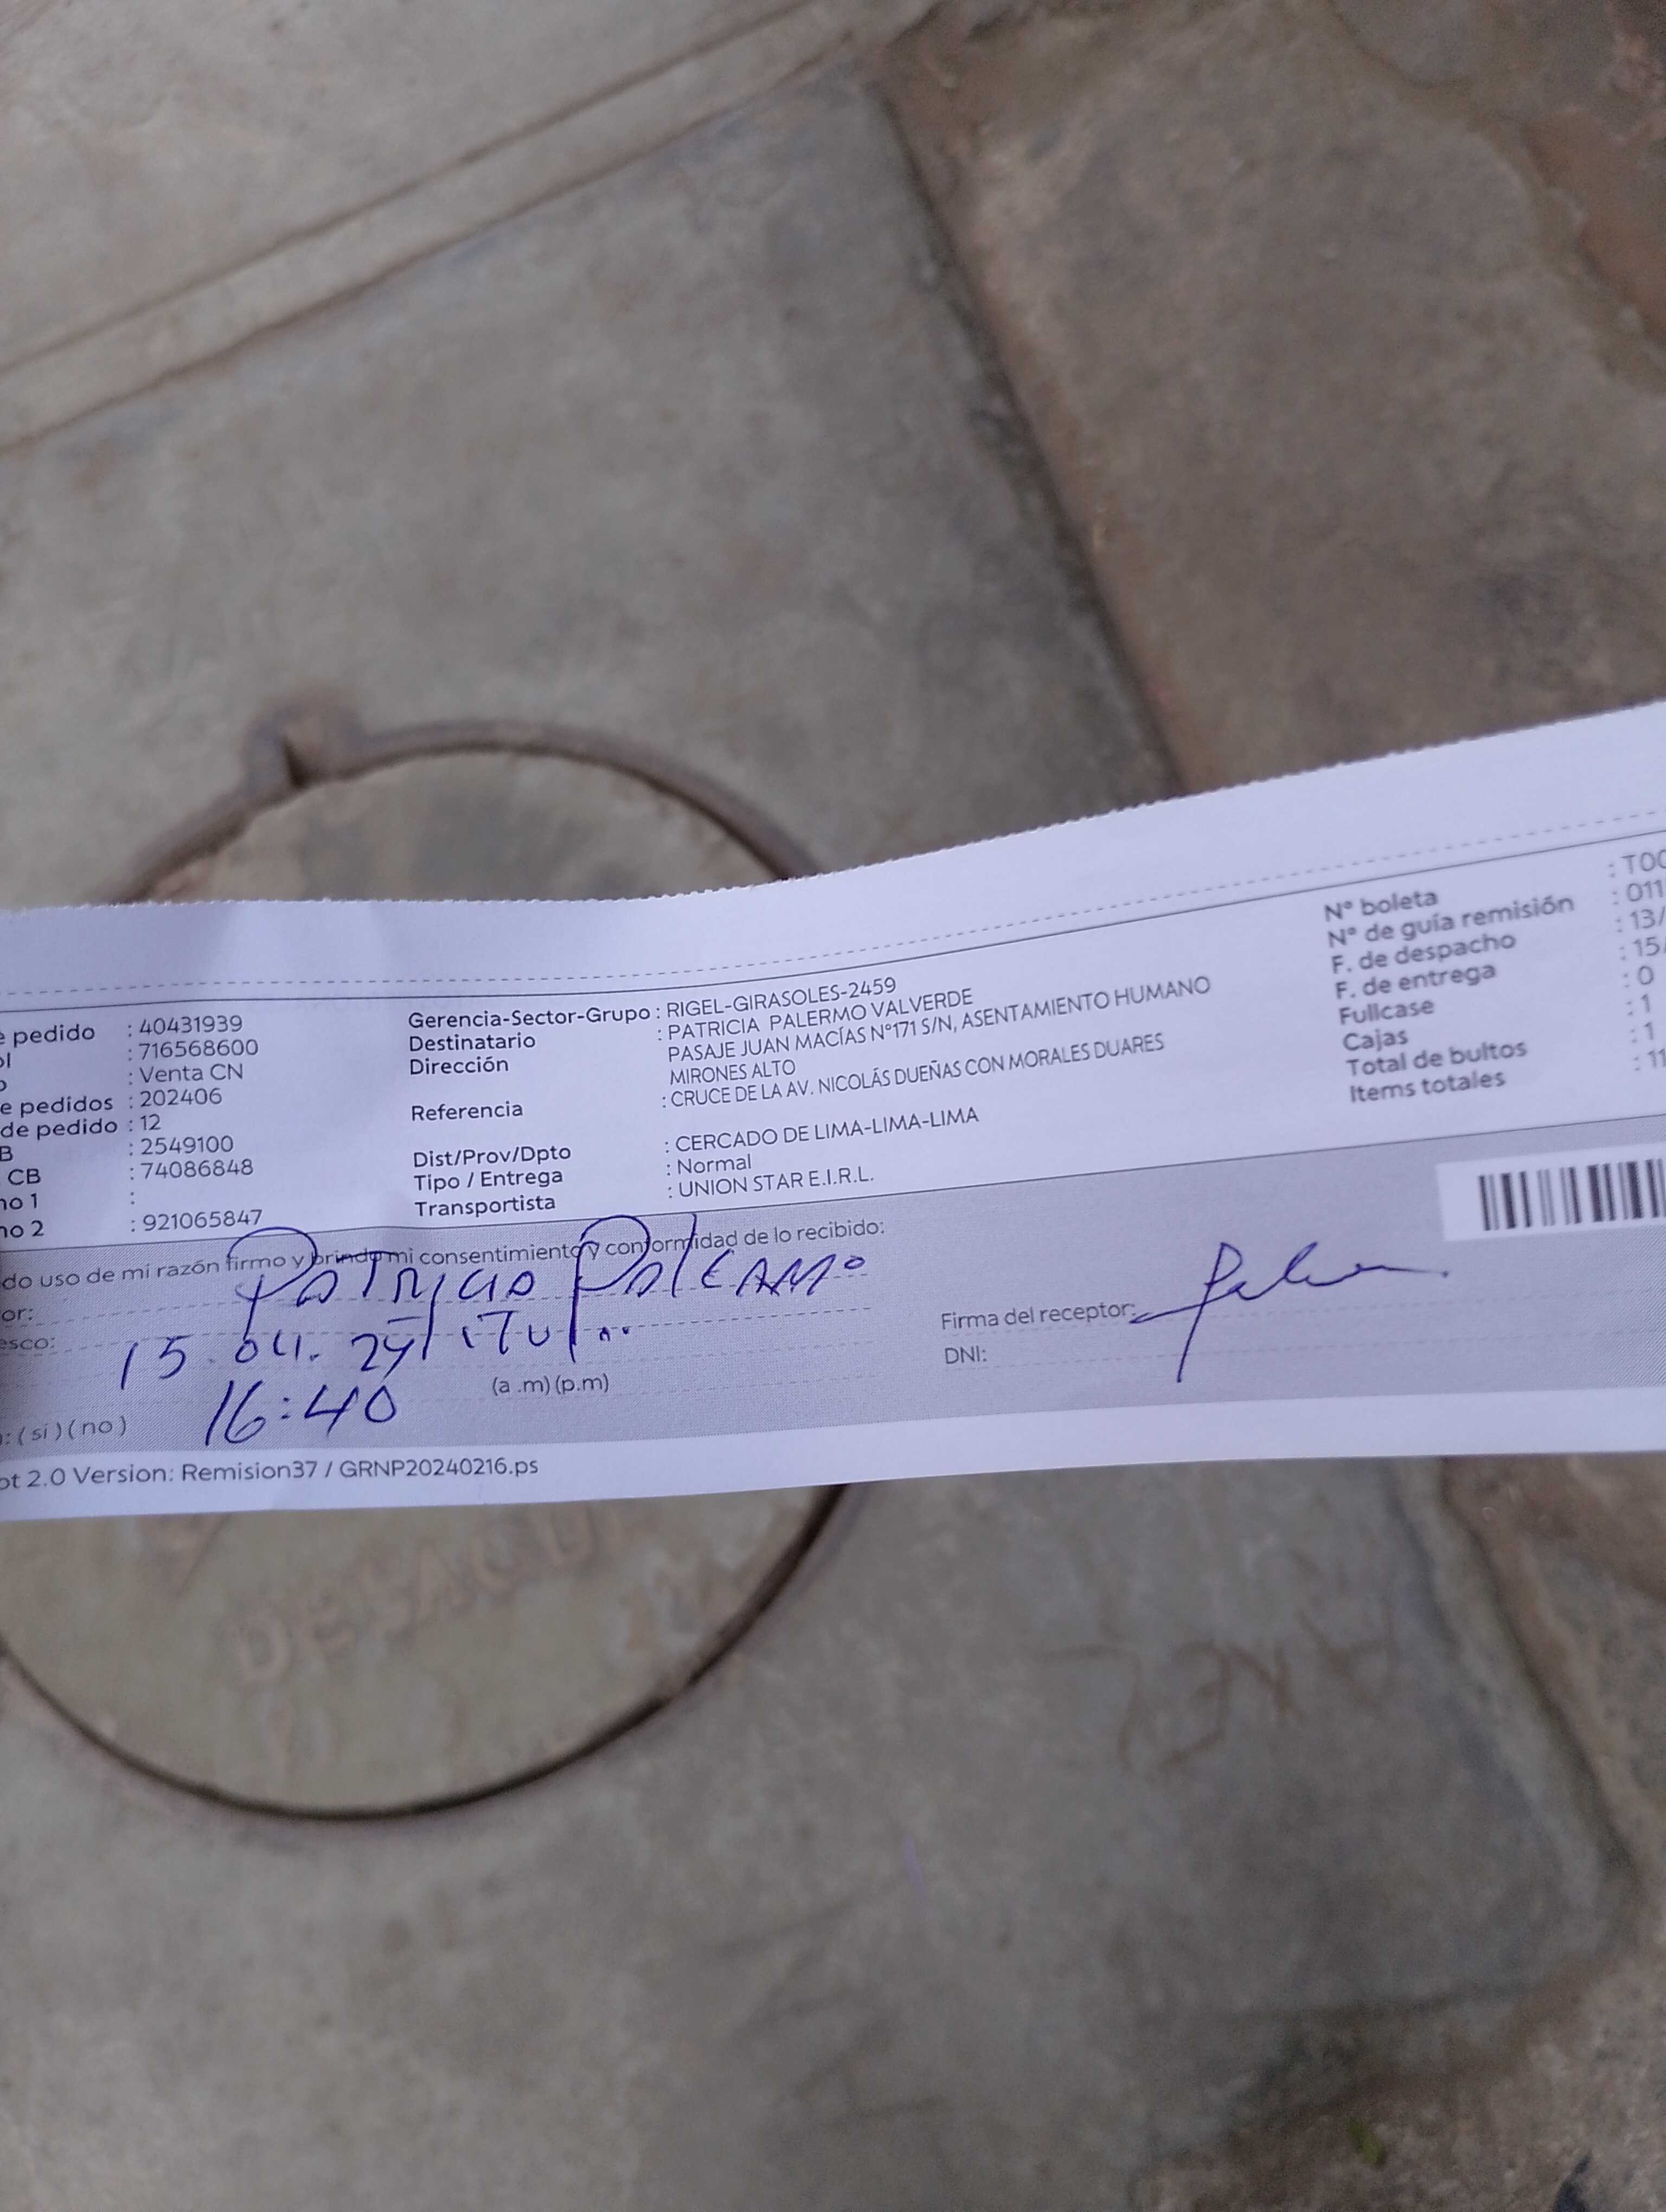 e pedido : 40431939
ol : 716568600
o : Venta CN
e pedidos : 202406
de pedido : 12
B : 2549100
CB : 74086848
no 1 :
no 2 : 921065847
Gerencia-Sector-Grupo : RIGEL-GIRASOLES-2459
Destinatario : PATRICIA PALERMO VALVERDE
Dirección PASAJE JUAN MACÍAS N°171 S/N, ASENTAMIENTO HUMANO
MIRONES ALTO
Referencia : CRUCE DE LA AV. NICOLÁS DUEÑAS CON MORALES DUARES
Dist/Prov/Dpto : CERCADO DE LIMA-LIMA-LIMA
Tipo / Entrega : Normal
Transportista : UNION STAR E.I.R.L.
N° boleta : T00
N° de guía remisión : 011
F. de despacho : 13/
F. de entrega : 15/
Fullcase : 0
Cajas : 1
Total de bultos : 1
Items totales : 11
do uso de mi razón firmo y brindo mi consentimiento y conformidad de lo recibido:
or: Patricia Palermo
esco: 15.04.24 titular
16:40 (a.m) (p.m)
: (si) (no)
Firma del receptor:
DNI:
pt 2.0 Version: Remision37 / GRNP20240216.ps
DESAGUE